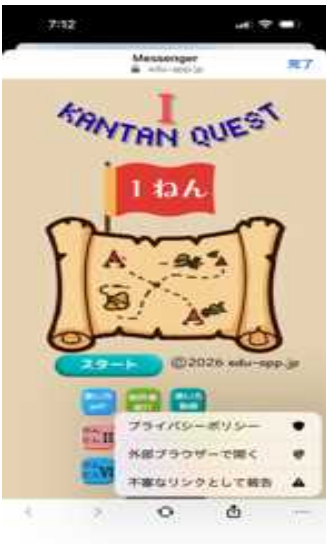 7:12
Messenger
edu-app.jp
完了
I
KANTAN QUEST
1 ねん
スタート
©2026 edu-app.jp
プライバシーポリシー
外部ブラウザーで開く
不審なリンクとして報告